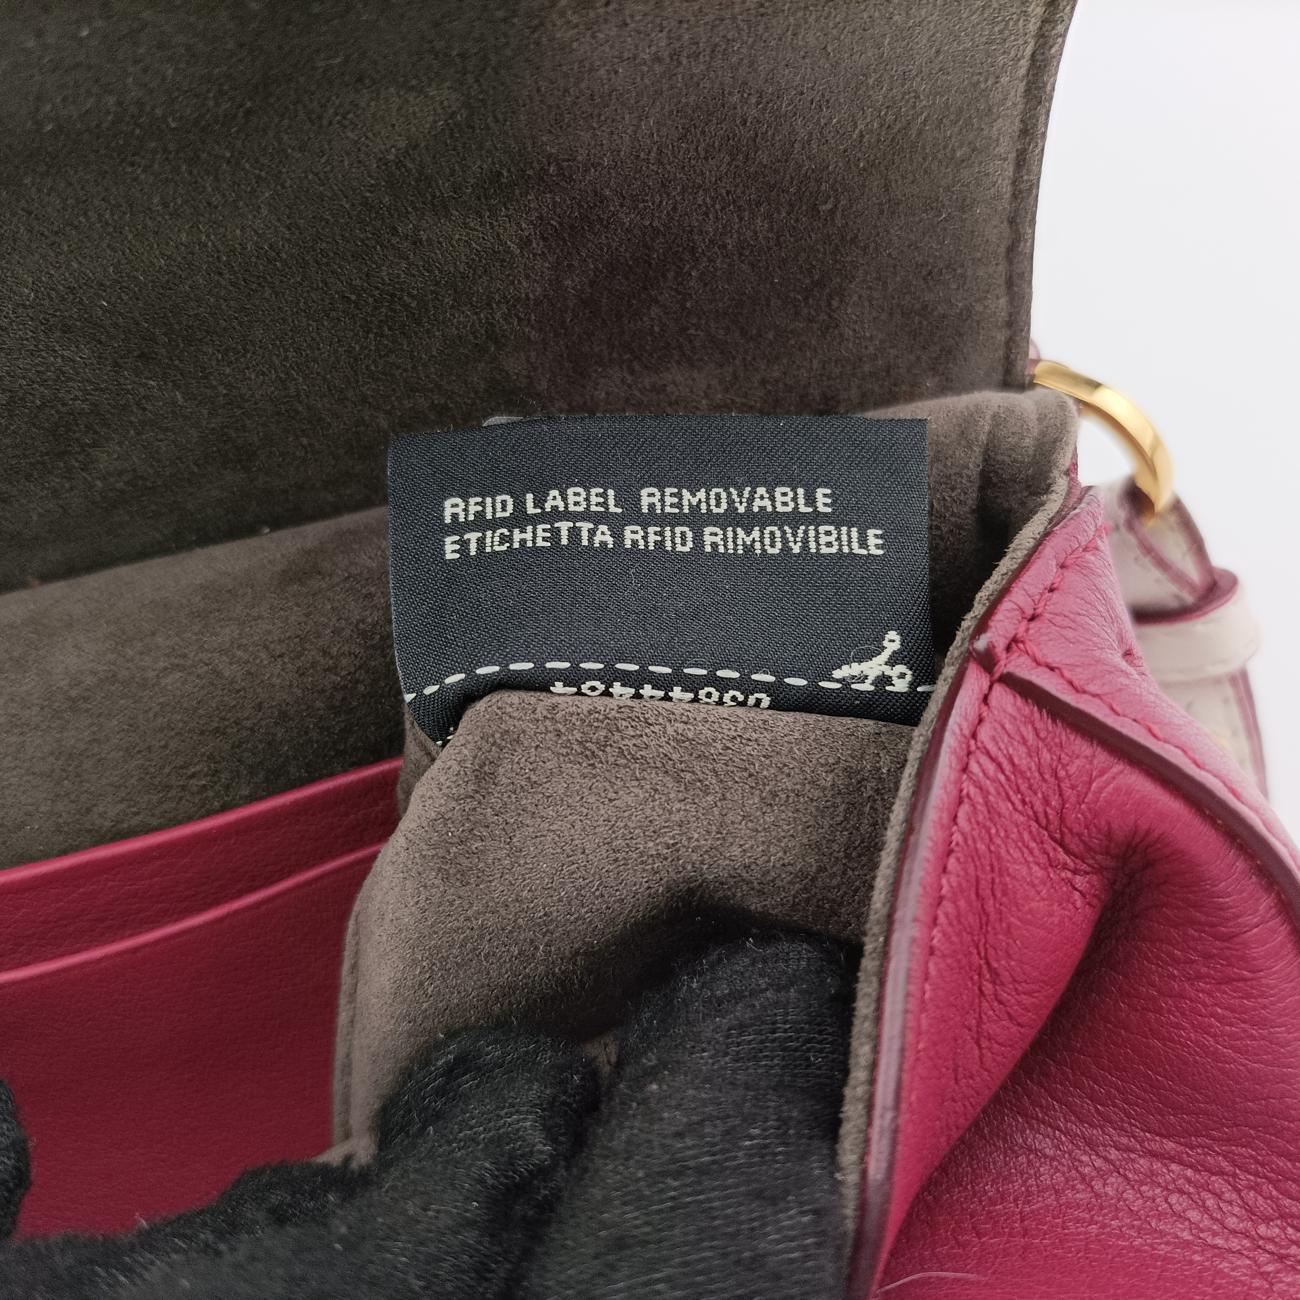 RFID LABEL REMOVABLE
ETICHETTA RFID RIMOVIBILE